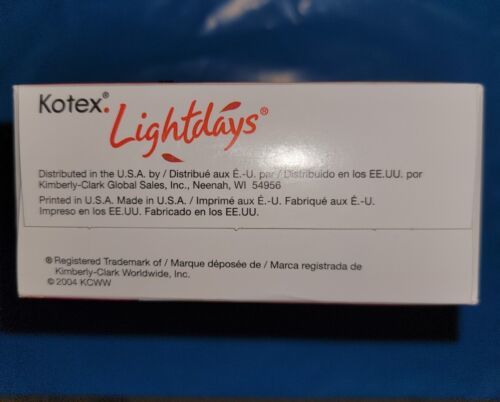 Kotex®.
Lightdays®
Distributed in the U.S.A. by / Distribué aux É.-U. par / Distribuido en los EE.UU. por
Kimberly-Clark Global Sales, Inc., Neenah, WI 54956
Printed in U.S.A. Made in U.S.A. / Imprimé aux É.-U. Fabriqué aux É.-U.
Impreso en los EE.UU. Fabricado en los EE.UU.
® Registered Trademark of / Marque déposée de / Marca registrada de
Kimberly-Clark Worldwide, Inc.
© 2004 KCWW